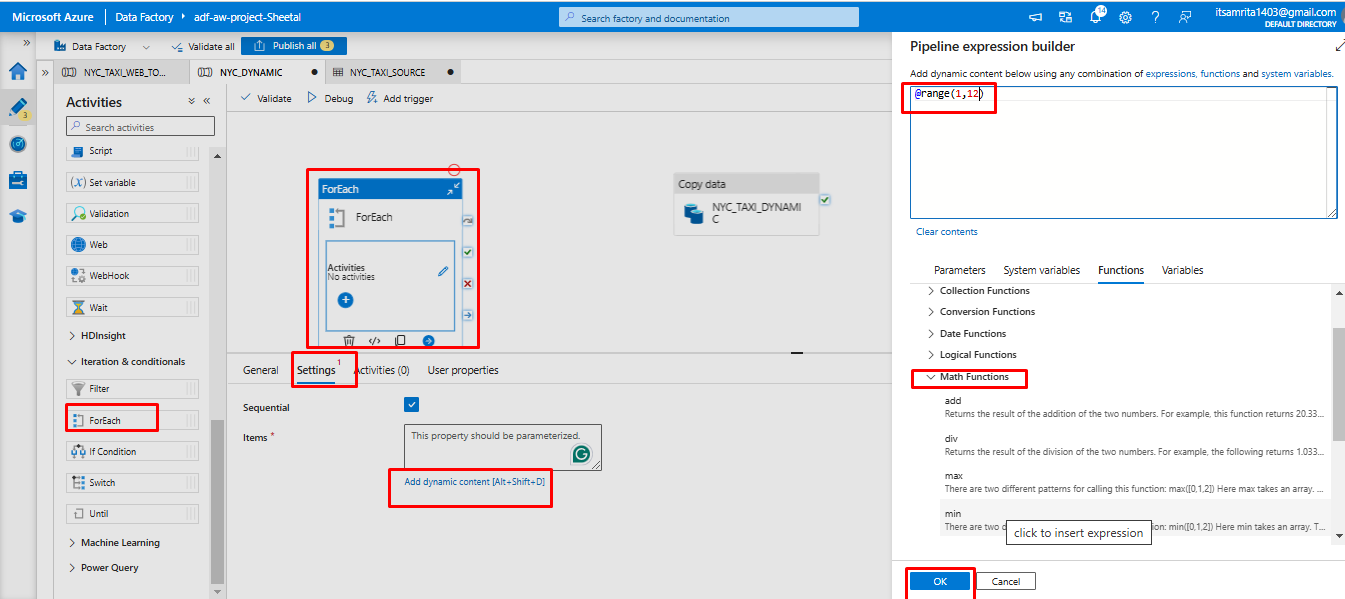 Microsoft Azure
Data Factory
adf-aw-project-Sheetal
Search factory and documentation
14
itsamrita1403@gmail.com
DEFAULT DIRECTORY
Data Factory
Validate all
Publish all
3
NYC_TAXI_WEB_TO...
NYC_DYNAMIC
NYC_TAXI_SOURCE
3
Activities
Search activities
Script
Set variable
Validation
Web
WebHook
Wait
HDInsight
Iteration & conditionals
Filter
ForEach
If Condition
Switch
Until
Machine Learning
Power Query
Validate
Debug
Add trigger
ForEach
ForEach
Activities
No activities
Copy data
NYC_TAXI_DYNAMI
C
General
Settings
1
Activities (0)
User properties
Sequential
Items *
This property should be parameterized.
Add dynamic content [Alt+Shift+D]
Pipeline expression builder
Add dynamic content below using any combination of expressions, functions and system variables.
@range(1,12)
Clear contents
Parameters
System variables
Functions
Variables
Collection Functions
Conversion Functions
Date Functions
Logical Functions
Math Functions
add
Returns the result of the addition of the two numbers. For example, this function returns 20.33...
div
Returns the result of the division of the two numbers. For example, the following returns 1.033...
max
There are two different patterns for calling this function: max([0,1,2]) Here max takes an array. ...
min
There are two
tion: min([0,1,2]) Here min takes an array. T...
click to insert expression
OK
Cancel